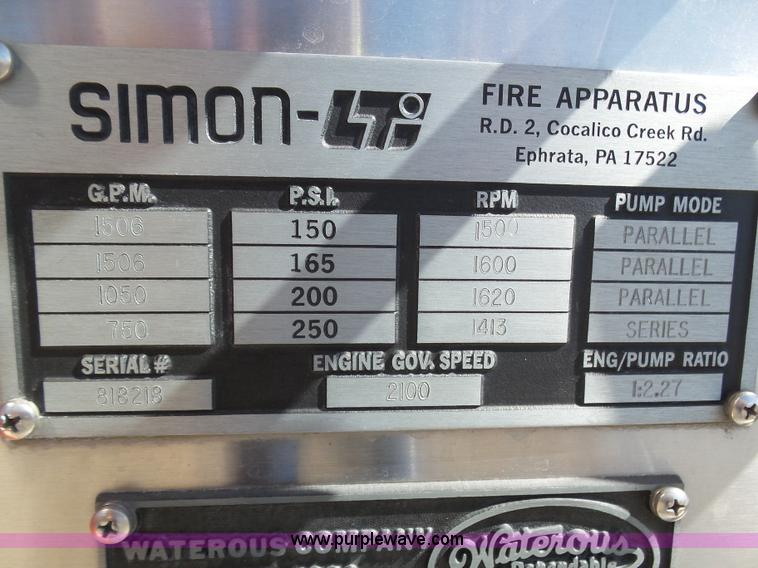 SIMON-LTI
FIRE APPARATUS
R.D. 2, Cocalico Creek Rd.
Ephrata, PA 17522
G.P.M. P.S.I. RPM PUMP MODE
1506 150 1500 PARALLEL
1506 165 1600 PARALLEL
1050 200 1620 PARALLEL
750 250 1413 SERIES
SERIAL # ENGINE GOV. SPEED ENG/PUMP RATIO
818218 2100 1:2.27
WATEROUS COMPANY Waterous
www.purplewave.com
Dependable